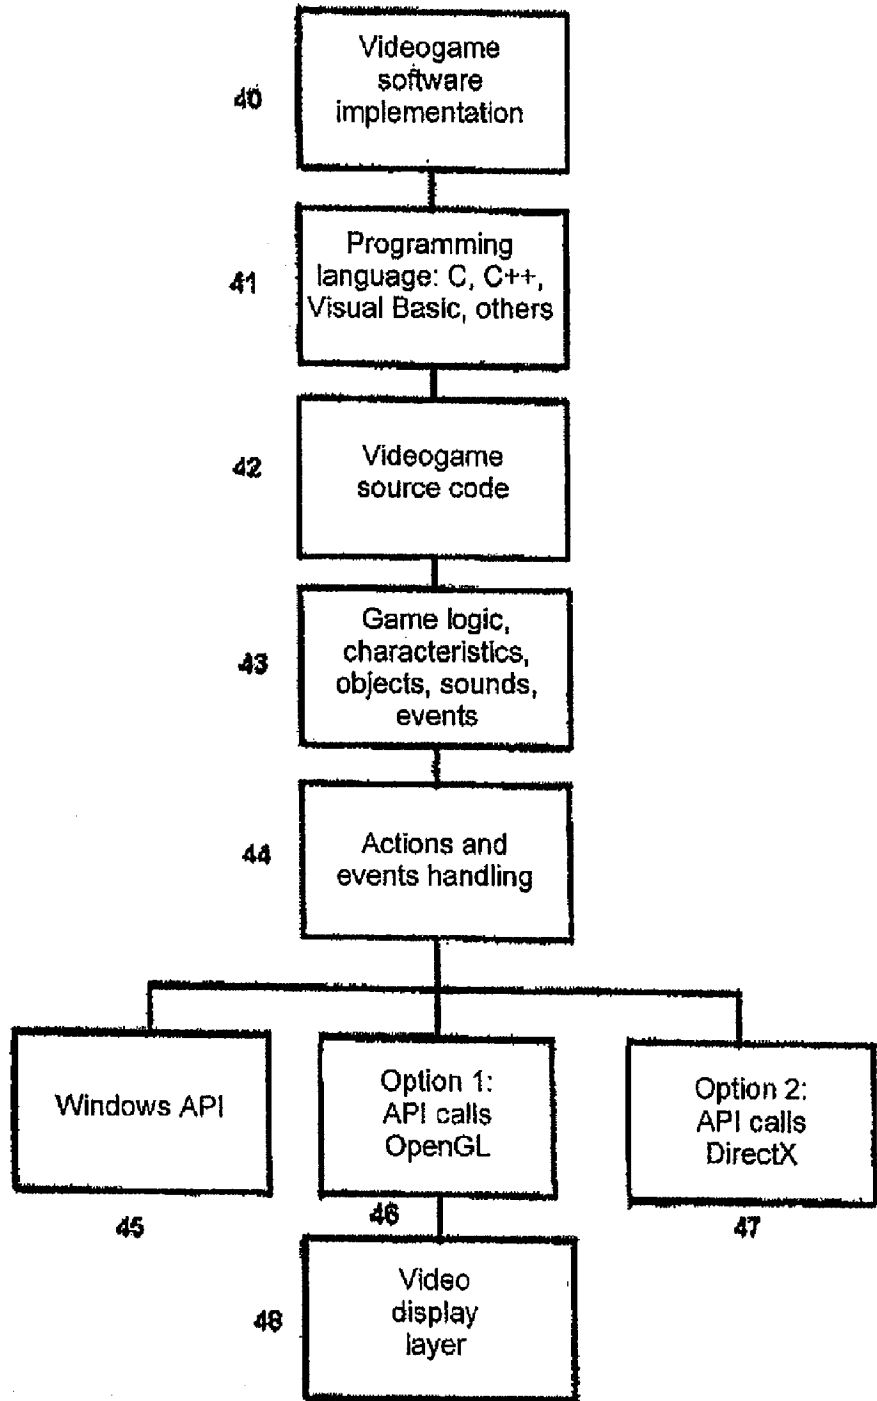 Videogame
software
implementation
40
Programming
language: C, C++,
Visual Basic, others
41
Videogame
source code
42
Game logic,
characteristics,
objects, sounds,
events
43
Actions and
events handling
44
Windows API
45
Option 1:
API calls
OpenGL
46
Option 2:
API calls
DirectX
47
Video
display
layer
48